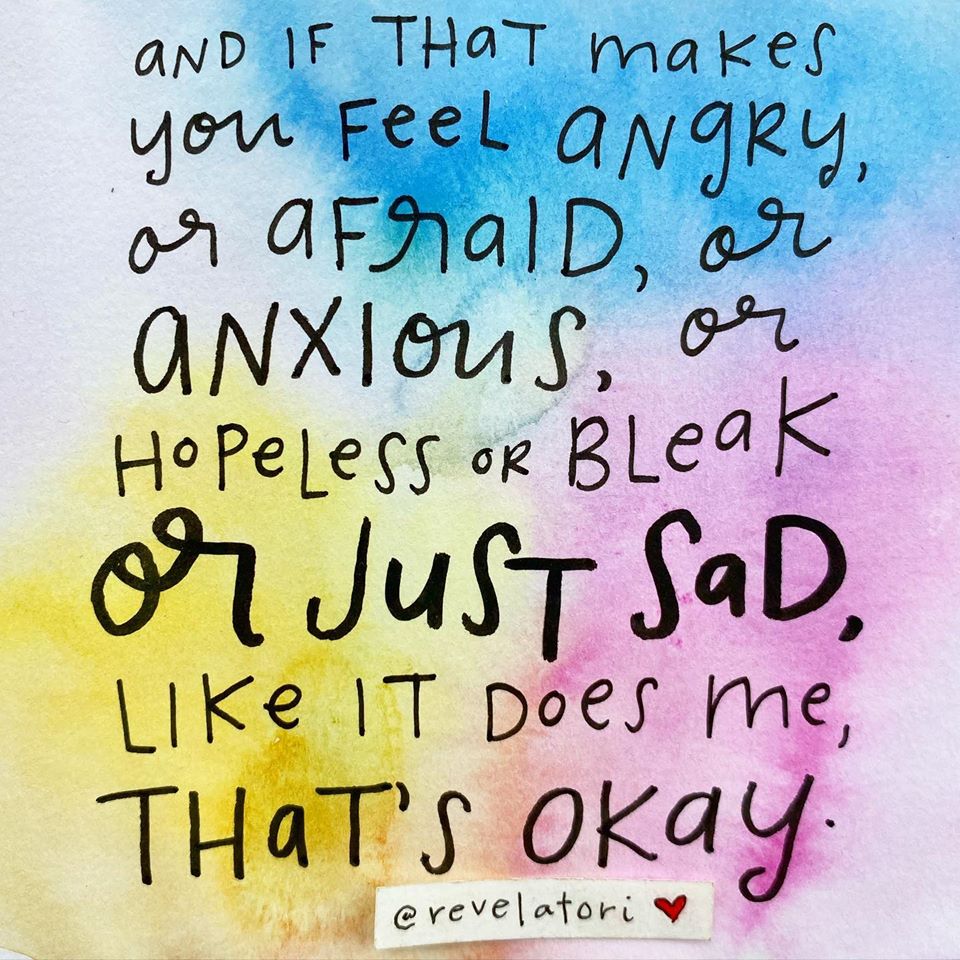 aND IF THaT makes
you FeeL aNgRy,
or aFraID, or
aNXIous, or
HoPeLess oR BLeak
or JuST SaD,
LIKe IT Does me,
THaT's oKay.
@revelatori ❤